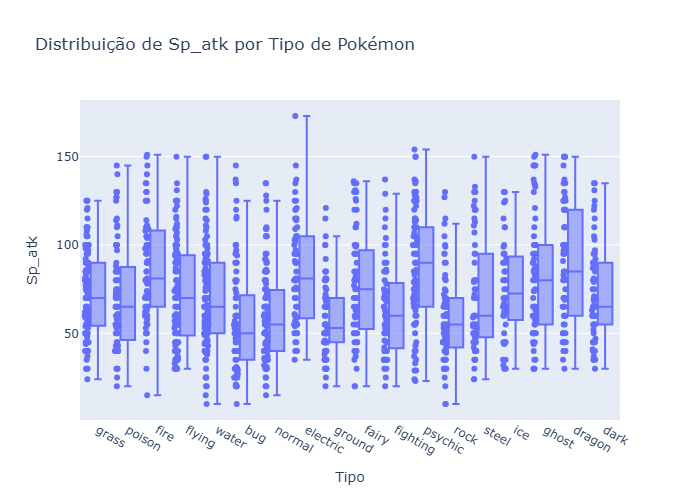 Distribuição de Sp_atk por Tipo de Pokémon
Sp_atk
150
100
50
grass
poison
fire
flying
water
bug
normal
electric
ground
fairy
fighting
psychic
rock
steel
ice
ghost
dragon
dark
Tipo